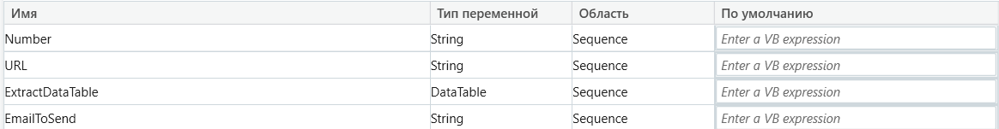 Имя Тип переменной Область По умолчанию
Number String Sequence Enter a VB expression
URL String Sequence Enter a VB expression
ExtractDataTable DataTable Sequence Enter a VB expression
EmailToSend String Sequence Enter a VB expression